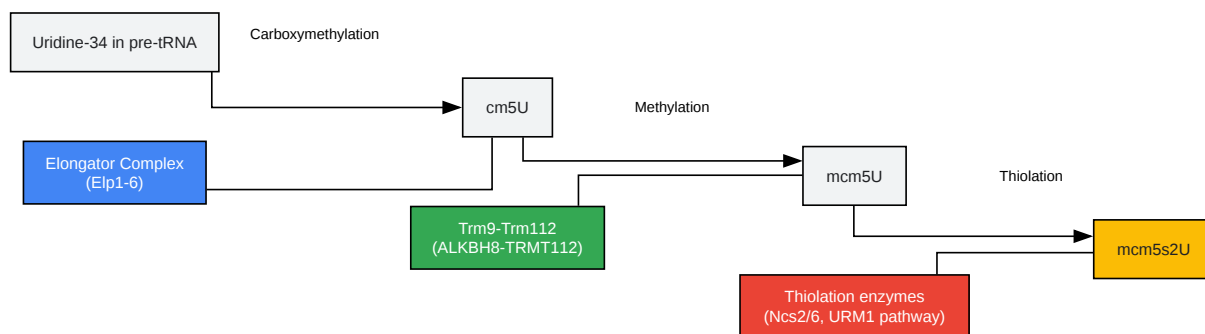 Uridine-34 in pre-tRNA
Carboxymethylation
cm5U
Methylation
Elongator Complex
(Elp1-6)
mcm5U
Thiolation
Trm9-Trm112
(ALKBH8-TRMT112)
mcm5s2U
Thiolation enzymes
(Ncs2/6, URM1 pathway)